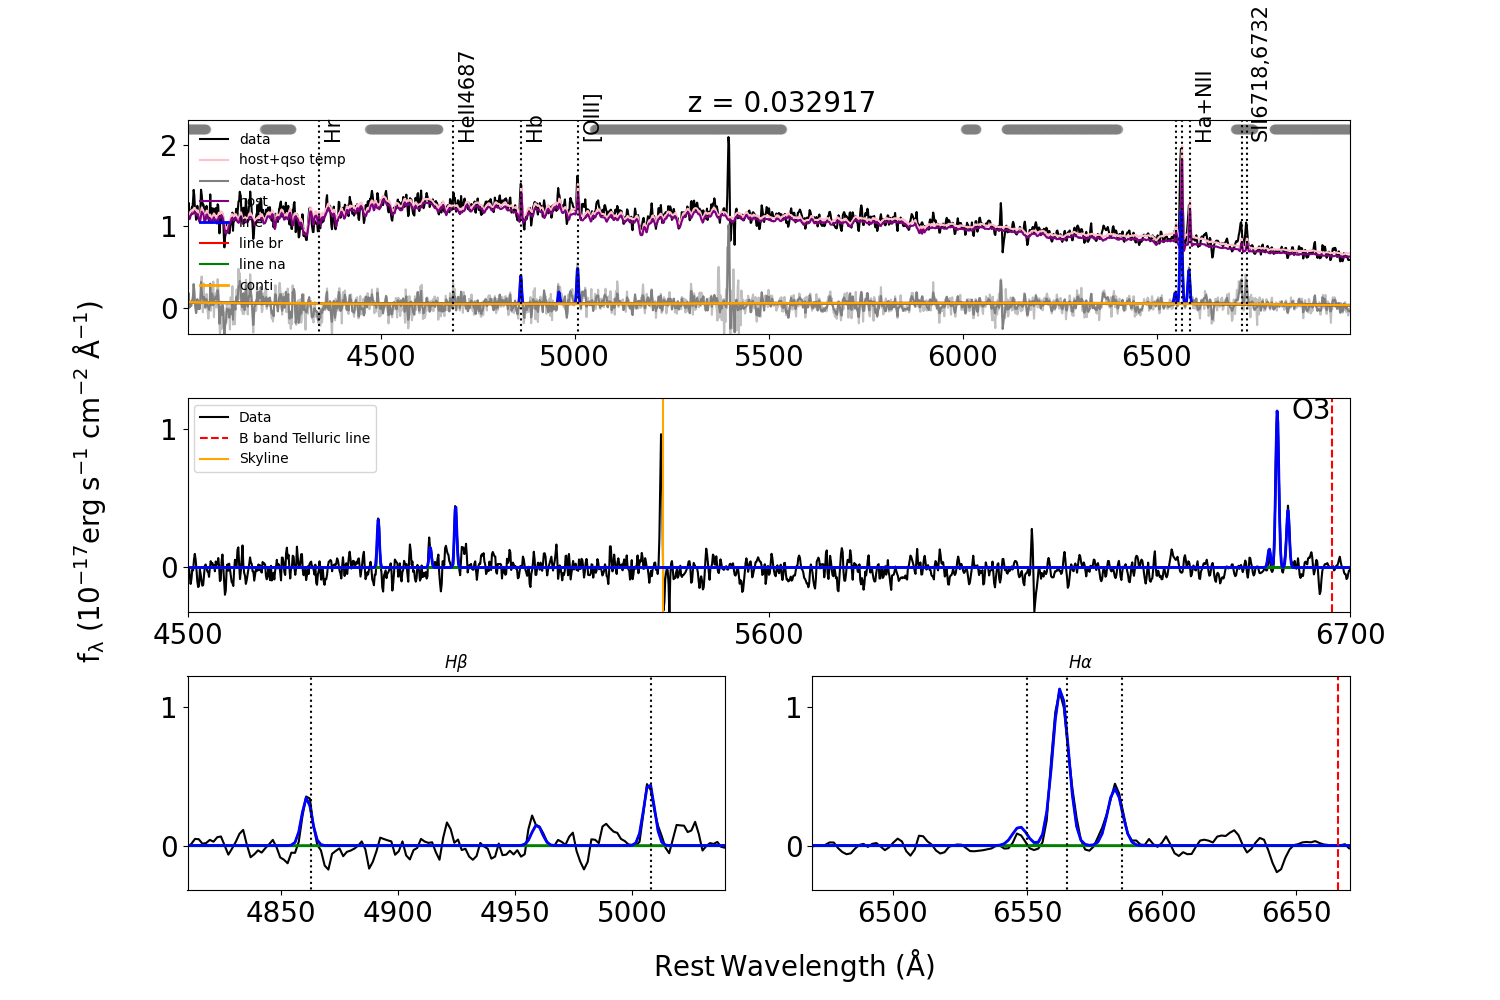 z = 0.032917
Hr
HeII4687
Hb
[OIII]
Ha+NII
SII6718,6732
data
host+qso temp
data-host
host
line
line br
line na
conti
2
1
0
4500
5000
5500
6000
6500
Data
B band Telluric line
Skyline
O3
1
0
4500
5600
6700
fλ (10⁻¹⁷erg s⁻¹ cm⁻² Å⁻¹)
Hβ
1
0
4850
4900
4950
5000
Hα
1
0
6500
6550
6600
6650
Rest Wavelength (Å)